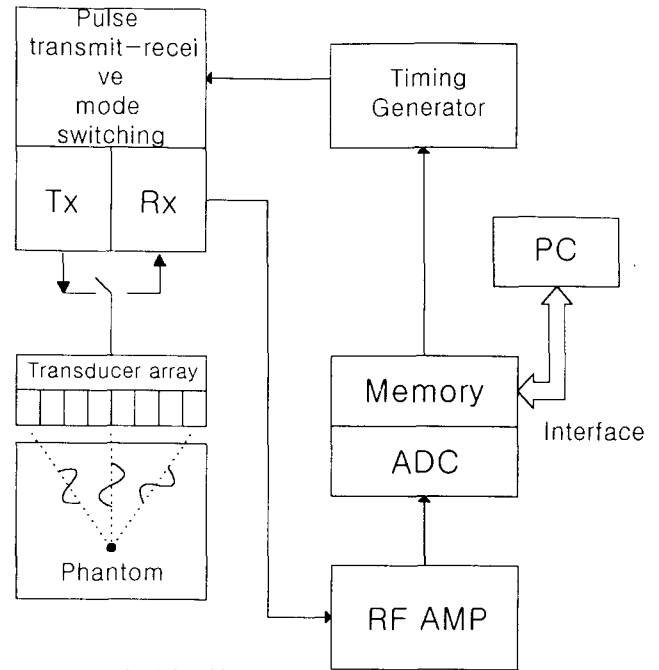 Pulse
transmit-recei
ve
mode
switching
Tx
Rx
Timing
Generator
PC
Transducer array
Memory
ADC
Interface
Phantom
RF AMP